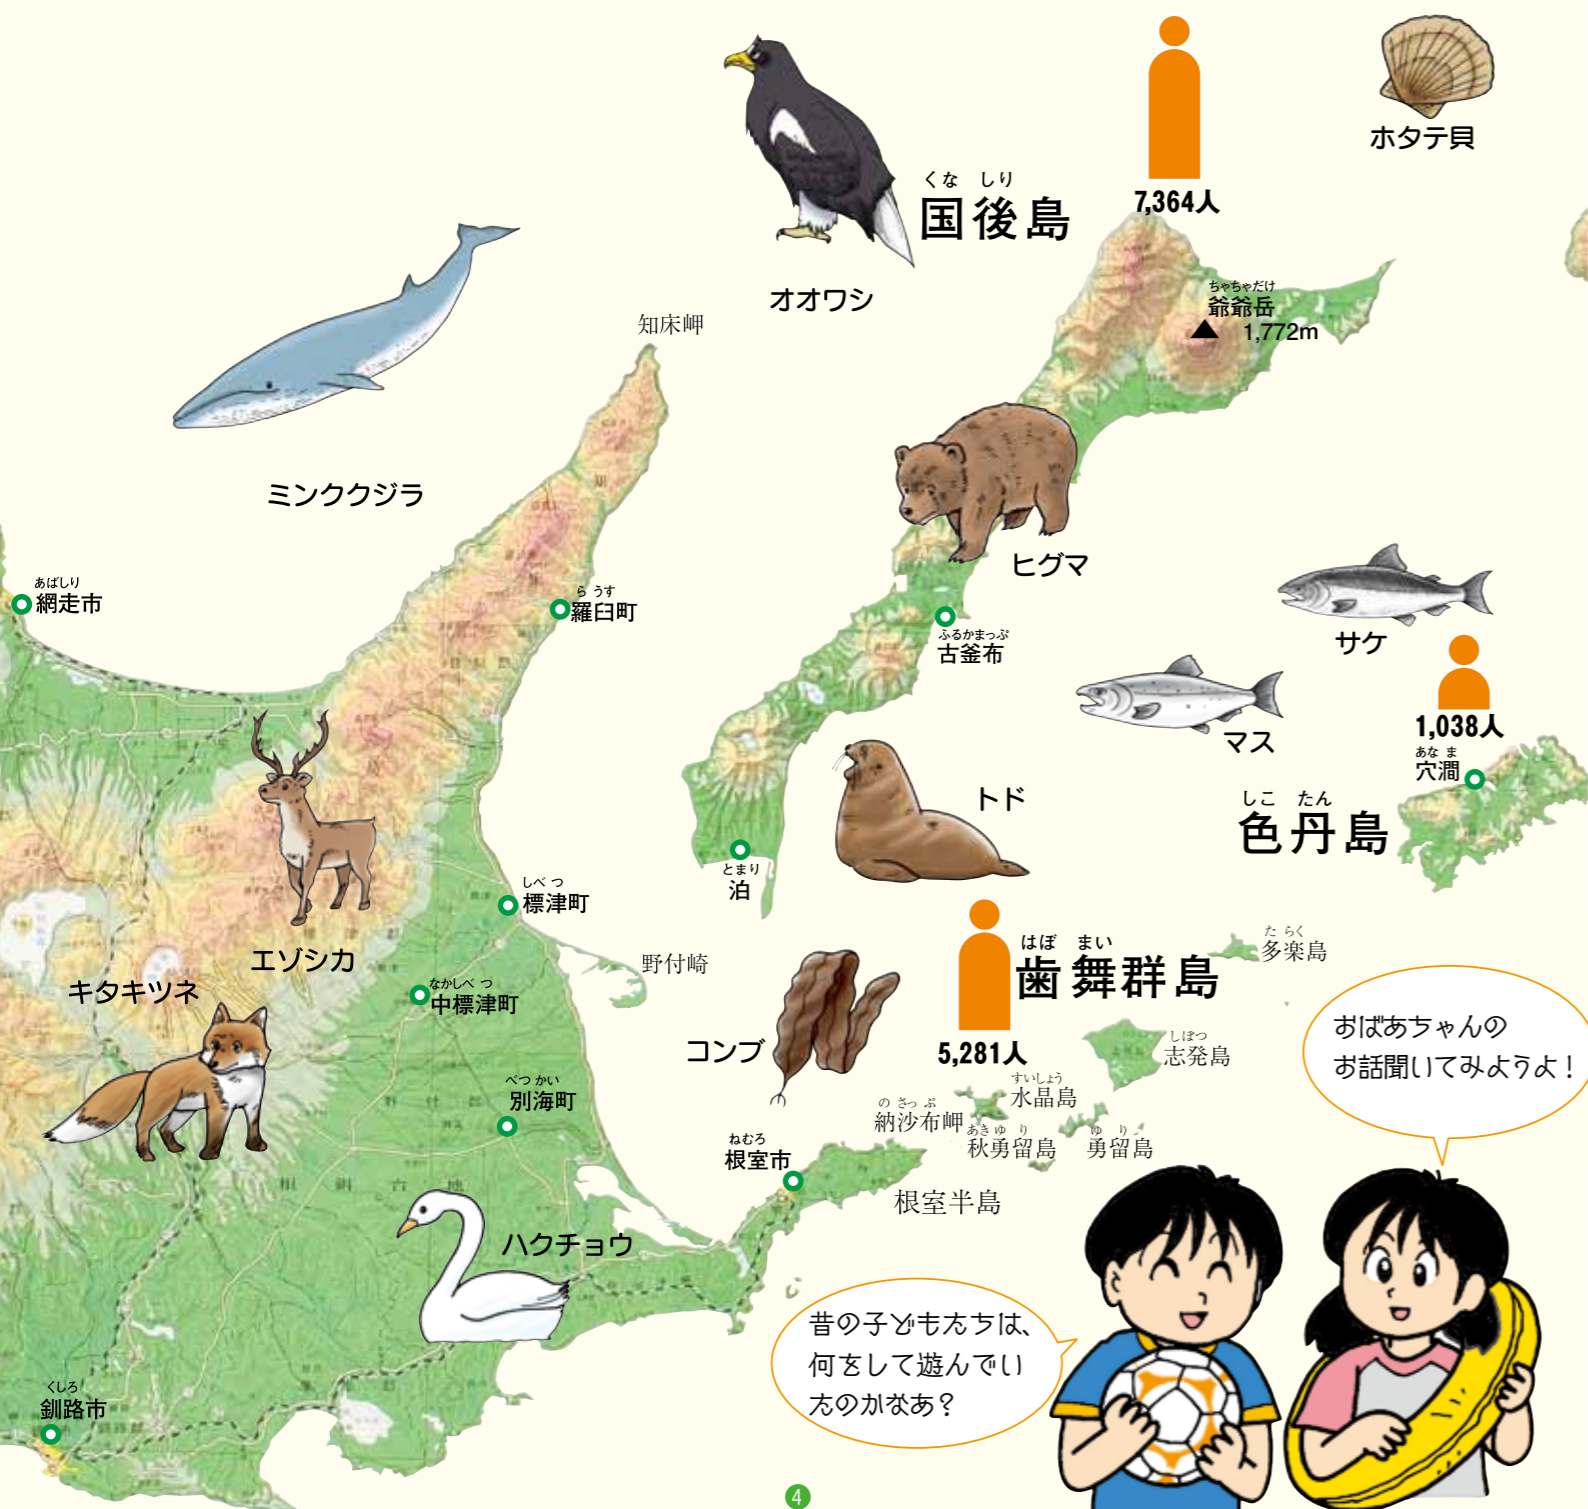 ホタテ貝
くな しり
国後島
7,364人
オオワシ
ちゃちゃだけ
爺爺岳
1,772m
知床岬
ミンククジラ
ヒグマ
あばしり
網走市
ら うす
羅臼町
ふるかまっぷ
古釜布
サケ
マス
1,038人
あな ま
穴澗
しこ たん
色丹島
トド
とまり
泊
しべ つ
標津町
エゾシカ
キタキツネ
なかしべ つ
中標津町
野付崎
コンブ
はぼ まい
歯舞群島
5,281人
た らく
多楽島
しぼつ
志発島
すいしょう
水晶島
の さっ ぷ
納沙布岬
あき ゆ り
秋勇留島
ゆ り
勇留島
おばあちゃんの
お話聞いてみようよ!
べつ かい
別海町
ねむろ
根室市
根室半島
根釧台地
ハクチョウ
昔の子どもたちは、
何をして遊んでい
たのかなあ?
くしろ
釧路市
4